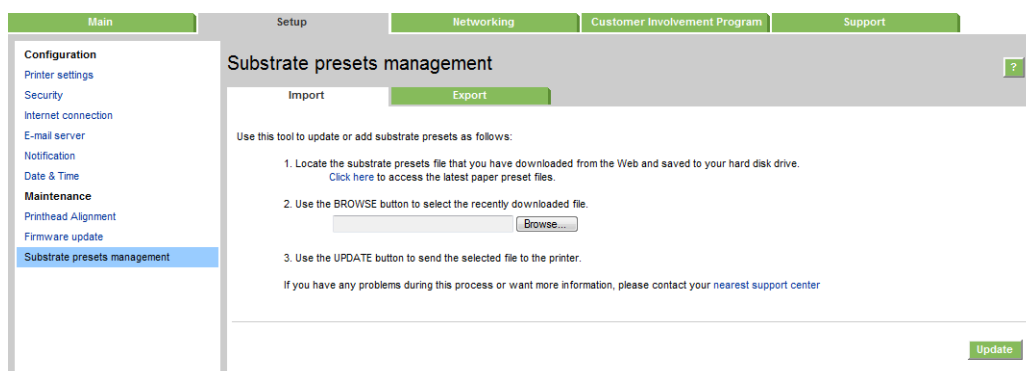 Main
Setup
Networking
Customer Involvement Program
Support
Configuration
Printer settings
Security
Internet connection
E-mail server
Notification
Date & Time
Maintenance
Printhead Alignment
Firmware update
Substrate presets management
Substrate presets management
?
Import
Export
Use this tool to update or add substrate presets as follows:
1. Locate the substrate presets file that you have downloaded from the Web and saved to your hard disk drive.
Click here to access the latest paper preset files.
2. Use the BROWSE button to select the recently downloaded file.
Browse...
3. Use the UPDATE button to send the selected file to the printer.
If you have any problems during this process or want more information, please contact your nearest support center
Update